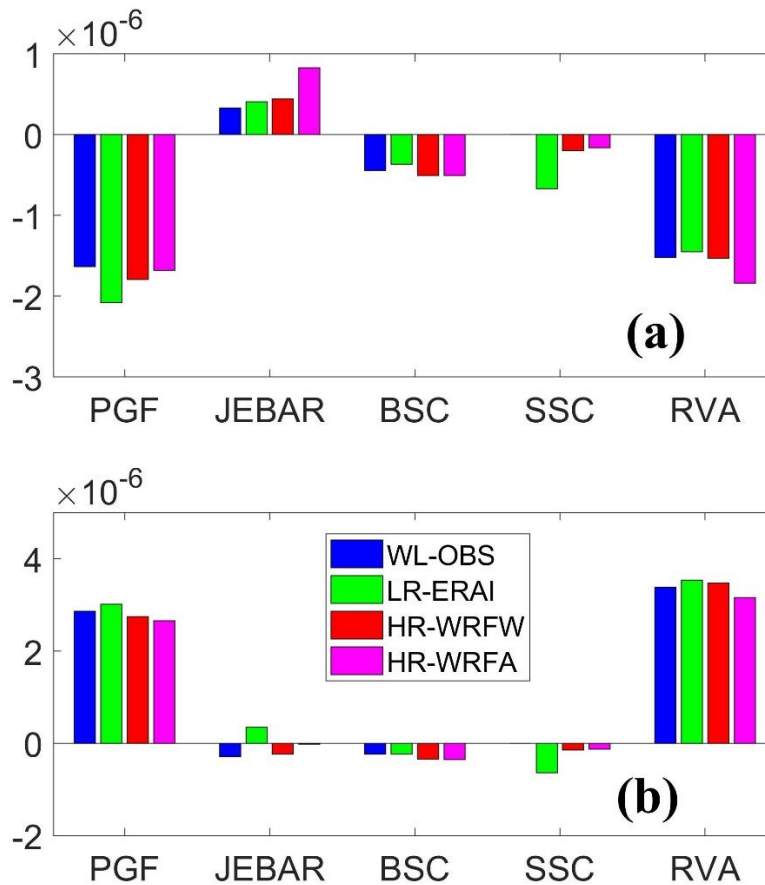 ×10-6
1
0
-1
-2
-3
PGF JEBAR BSC SSC RVA
(a)
×10-6
4
2
0
-2
PGF JEBAR BSC SSC RVA
WL-OBS
LR-ERAI
HR-WRFW
HR-WRFA
(b)